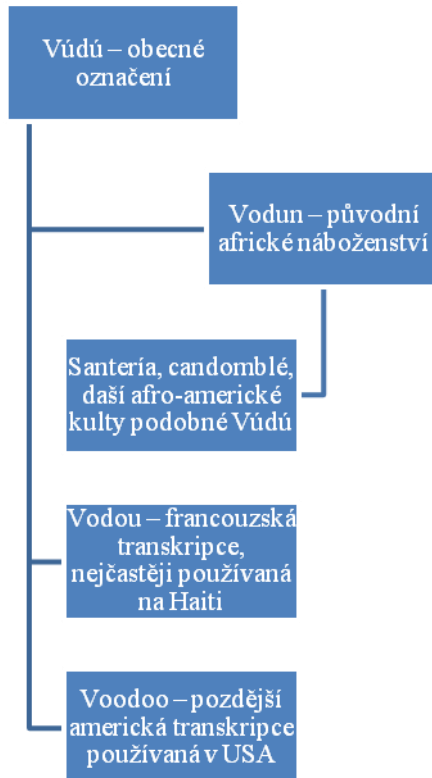 Vúdú – obecné
označení
Vodun – původní
africké náboženství
Santería, candomblé,
daší afro-americké
kulty podobné Vúdú
Vodou – francouzská
transkripce,
nejčastěji používaná
na Haiti
Voodoo – pozdější
americká transkripce
používaná v USA